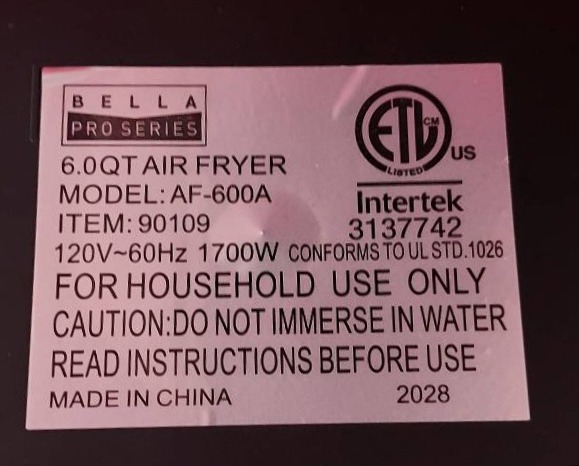 BELLA
PRO SERIES
ETL CM
LISTED
US
Intertek
3137742
6.0QT AIR FRYER
MODEL: AF-600A
ITEM: 90109
120V~60Hz 1700W CONFORMS TO UL STD.1026
FOR HOUSEHOLD USE ONLY
CAUTION:DO NOT IMMERSE IN WATER
READ INSTRUCTIONS BEFORE USE
MADE IN CHINA 2028